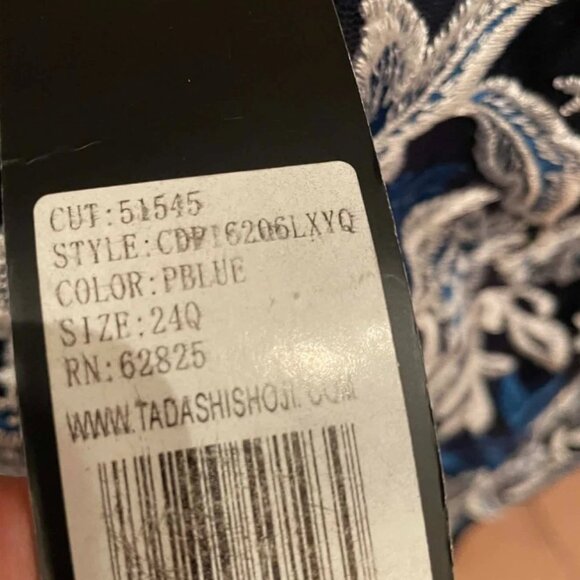 CUT:51545
STYLE:CDP16206LXYQ
COLOR:PBLUE
SIZE:24Q
RN:62825
WWW.TADASHISHOJI.COM